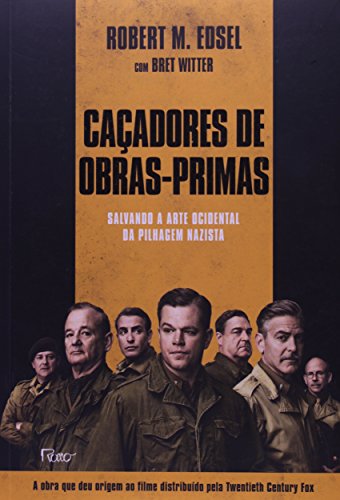 ROBERT M. EDSEL
COM BRET WITTER
CAÇADORES DE
OBRAS-PRIMAS
SALVANDO A ARTE OCIDENTAL
DA PILHAGEM NAZISTA
Rocco
A obra que deu origem ao filme distribuído pela Twentieth Century Fox